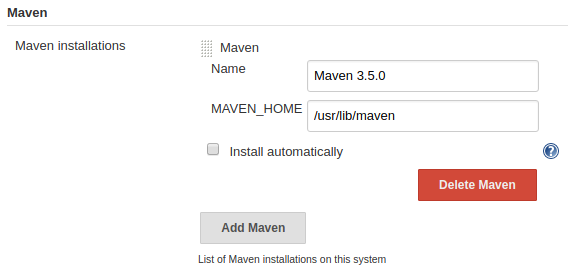 Maven
Maven installations
Maven
Name
Maven 3.5.0
MAVEN_HOME
/usr/lib/maven
Install automatically
?
Delete Maven
Add Maven
List of Maven installations on this system